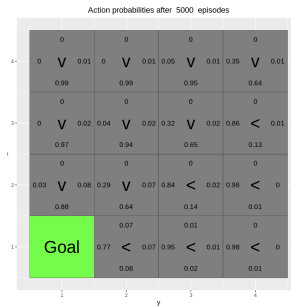 Action probabilities after 5000 episodes
0 0 0 0
4 0 V 0.01 0 V 0.01 0.05 V 0.01 0.35 V 0.01
0.99 0.99 0.95 0.64
0 0 0 0
3 0 V 0.02 0.04 V 0.02 0.32 V 0.02 0.86 < 0.01
0.97 0.94 0.65 0.13
0 0 0 0
2 0.03 V 0.08 0.29 V 0.07 0.84 < 0.02 0.98 < 0
0.88 0.64 0.14 0.01
0.07 0.01 0
1 Goal 0.77 < 0.07 0.95 < 0.01 0.98 < 0
0.08 0.02 0.01
1 2 3 4
y